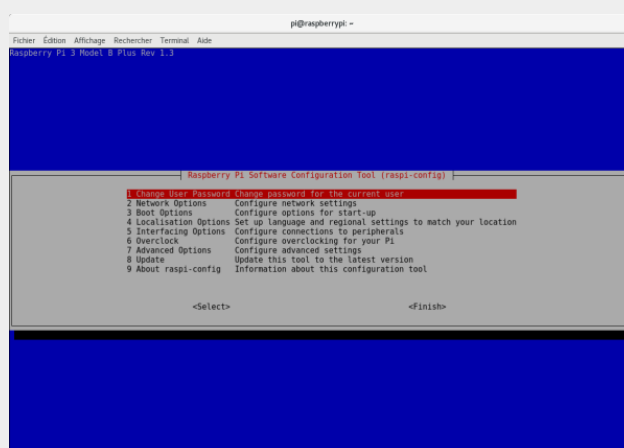 pi@raspberrypi: ~
Fichier Édition Affichage Rechercher Terminal Aide
Raspberry Pi 3 Model B Plus Rev 1.3
Raspberry Pi Software Configuration Tool (raspi-config)
1 Change User Password Change password for the current user
2 Network Options Configure network settings
3 Boot Options Configure options for start-up
4 Localisation Options Set up language and regional settings to match your location
5 Interfacing Options Configure connections to peripherals
6 Overclock Configure overclocking for your Pi
7 Advanced Options Configure advanced settings
8 Update Update this tool to the latest version
9 About raspi-config Information about this configuration tool
<Select> <Finish>